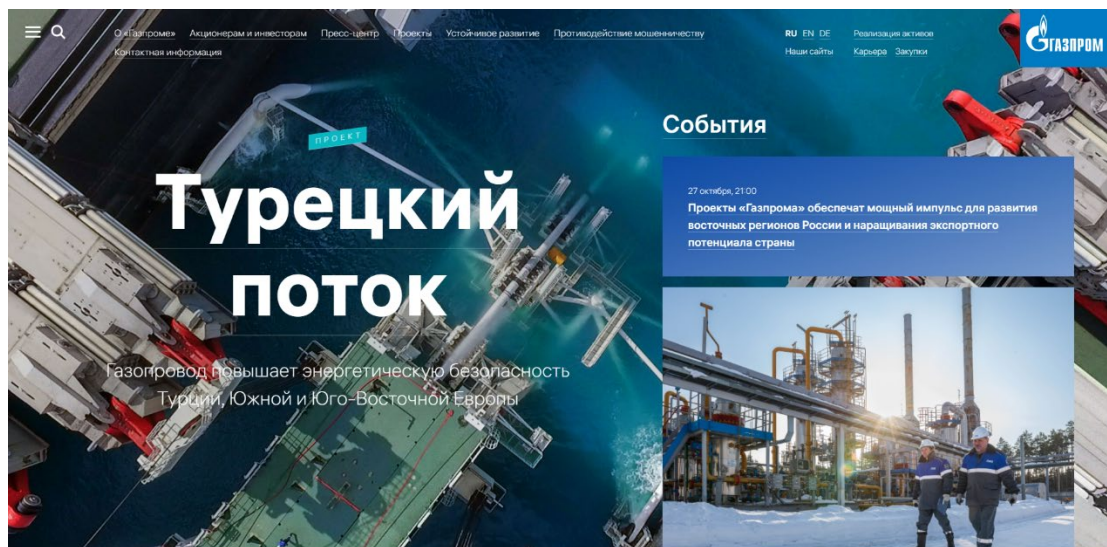 О «Газпроме» Акционерам и инвесторам Пресс-центр Проекты Устойчивое развитие Противодействие мошенничеству
Контактная информация
RU EN DE
Наши сайты
Реализация активов
Карьера Закупки
ГАЗПРОМ
ПРОЕКТ
Турецкий
поток
Газопровод повышает энергетическую безопасность
Турции, Южной и Юго-Восточной Европы
События
27 октября, 21:00
Проекты «Газпрома» обеспечат мощный импульс для развития
восточных регионов России и наращивания экспортного
потенциала страны